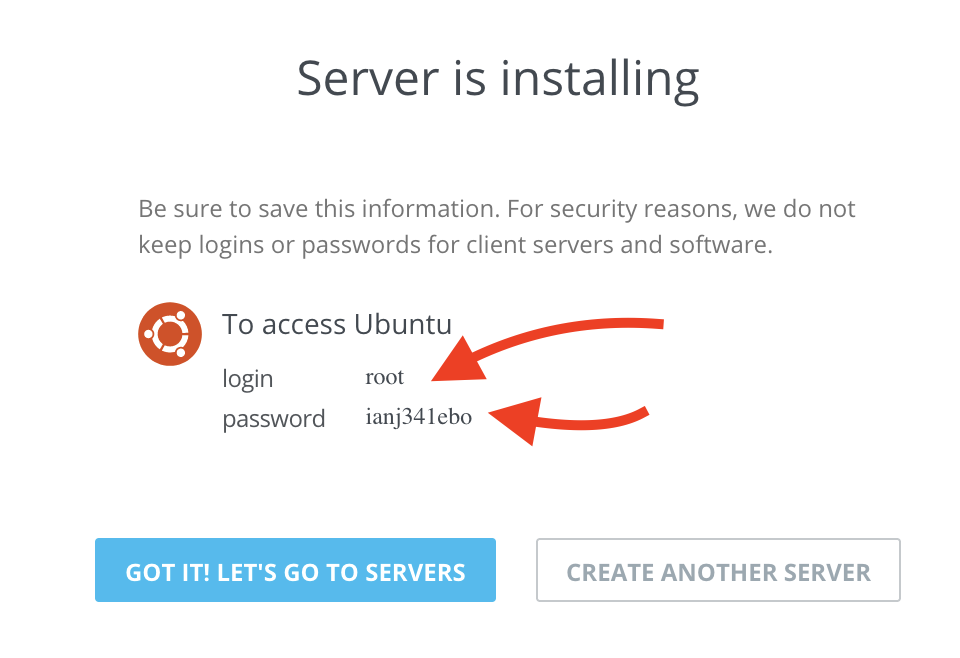 Server is installing
Be sure to save this information. For security reasons, we do not
keep logins or passwords for client servers and software.
To access Ubuntu
login root
password ianj341ebo
GOT IT! LET'S GO TO SERVERS
CREATE ANOTHER SERVER